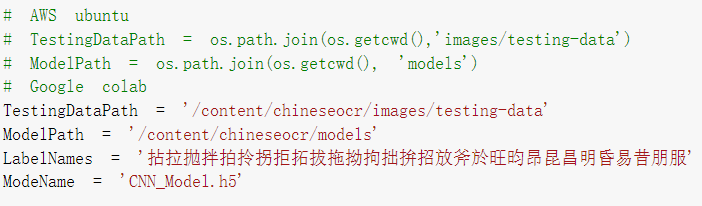 # AWS ubuntu
# TestingDataPath = os.path.join(os.getcwd(),'images/testing-data')
# ModelPath = os.path.join(os.getcwd(), 'models')
# Google colab
TestingDataPath = '/content/chineseocr/images/testing-data'
ModelPath = '/content/chineseocr/models'
LabelNames = '拈拉拋拌拍拎拐拒拓拔拖拗拘拙拚招放斧於旺昀昂昆昌明昏易昔朋服'
ModeName = 'CNN_Model.h5'